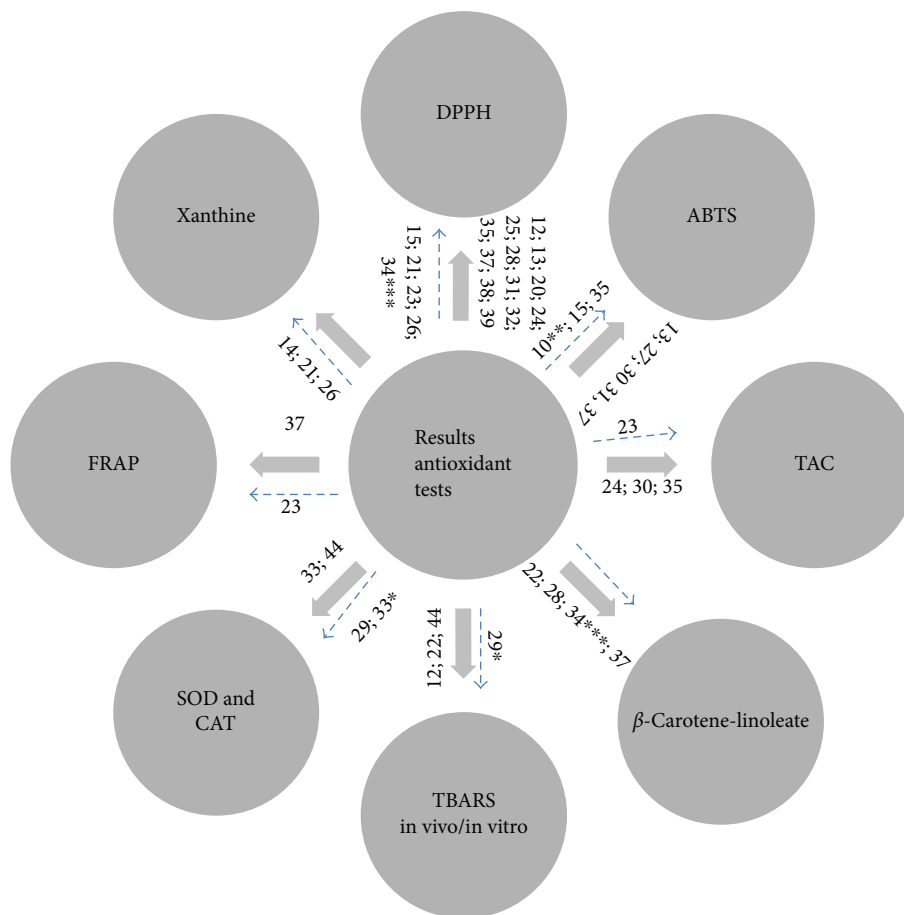 DPPH
Xanthine
ABTS
15; 21; 23; 26;
34***
12; 13; 20; 24;
25; 28; 31; 32;
35; 37; 38; 39
10**; 15; 35
13; 27; 30 31, 37
14; 21; 26
FRAP
37
23
Results
antioxidant
tests
23
24; 30; 35
TAC
33; 44
29; 33*
12; 22; 44
29*
22; 28; 34***; 37
SOD and
CAT
TBARS
in vivo/in vitro
β-Carotene-linoleate